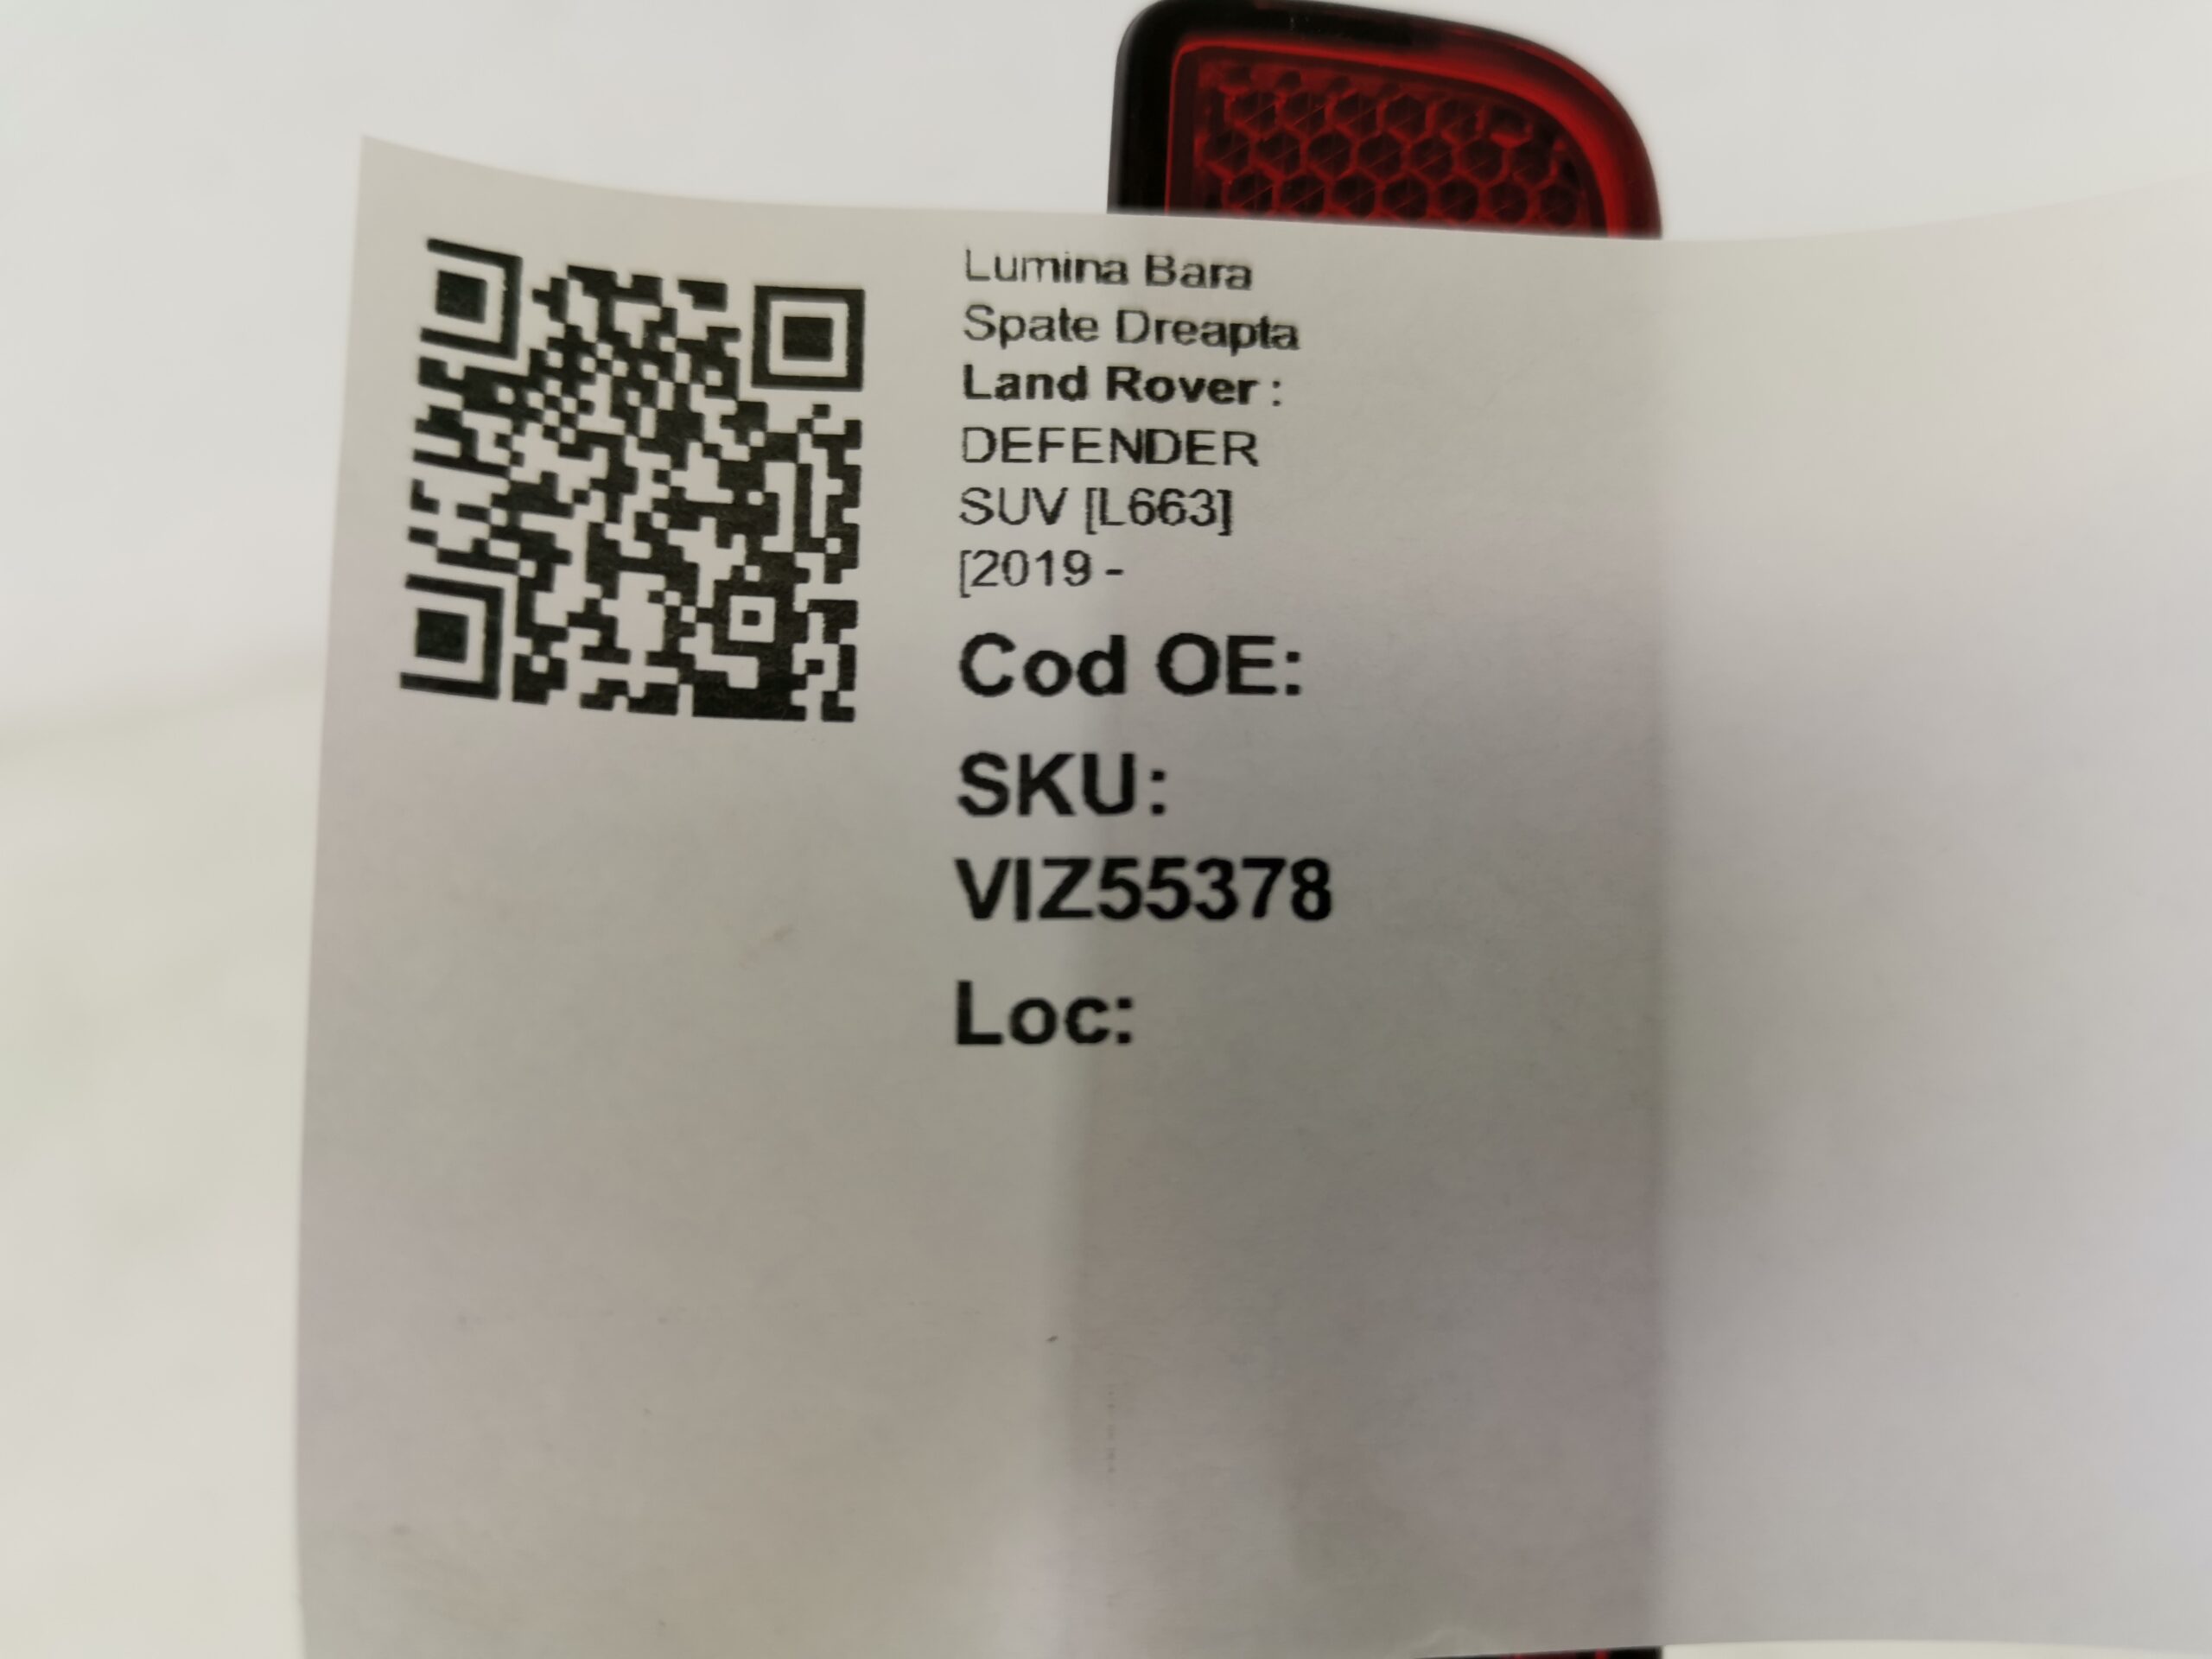 Lumina Bara
Spate Dreapta
Land Rover :
DEFENDER
SUV [L663]
[2019 -
Cod OE:
SKU:
VIZ55378
Loc: